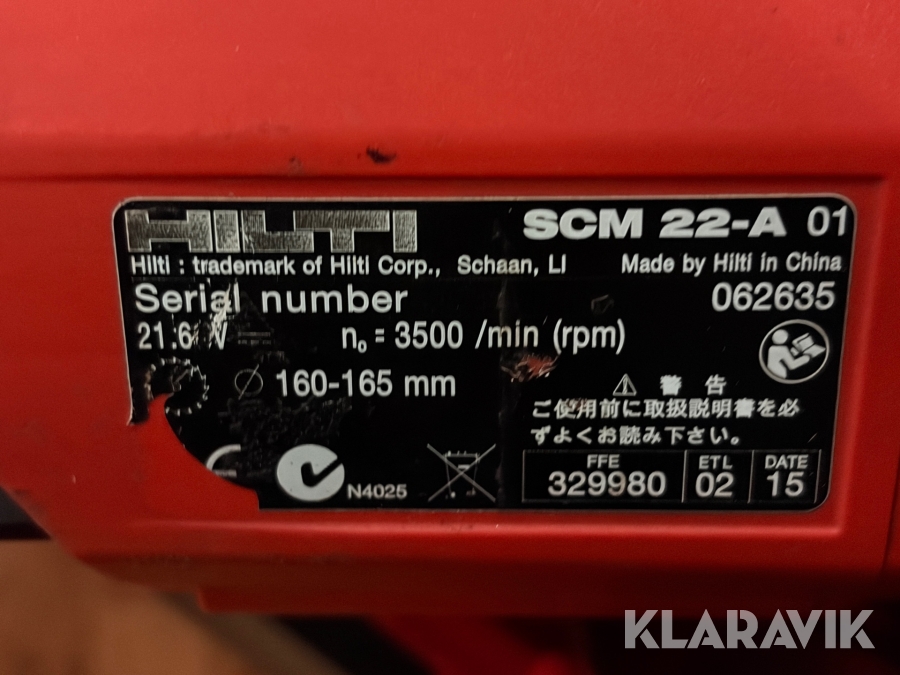 HILTI SCM 22-A 01
Hilti : trademark of Hilti Corp., Schaan, LI Made by Hilti in China
Serial number 062635
21.6 V n₀ = 3500 /min (rpm)
Ø 160-165 mm
⚠ 警告
ご使用前に取扱説明書を必
ずよくお読み下さい。
FFE ETL DATE
329980 02 15
CE N4025
KLARAVIK